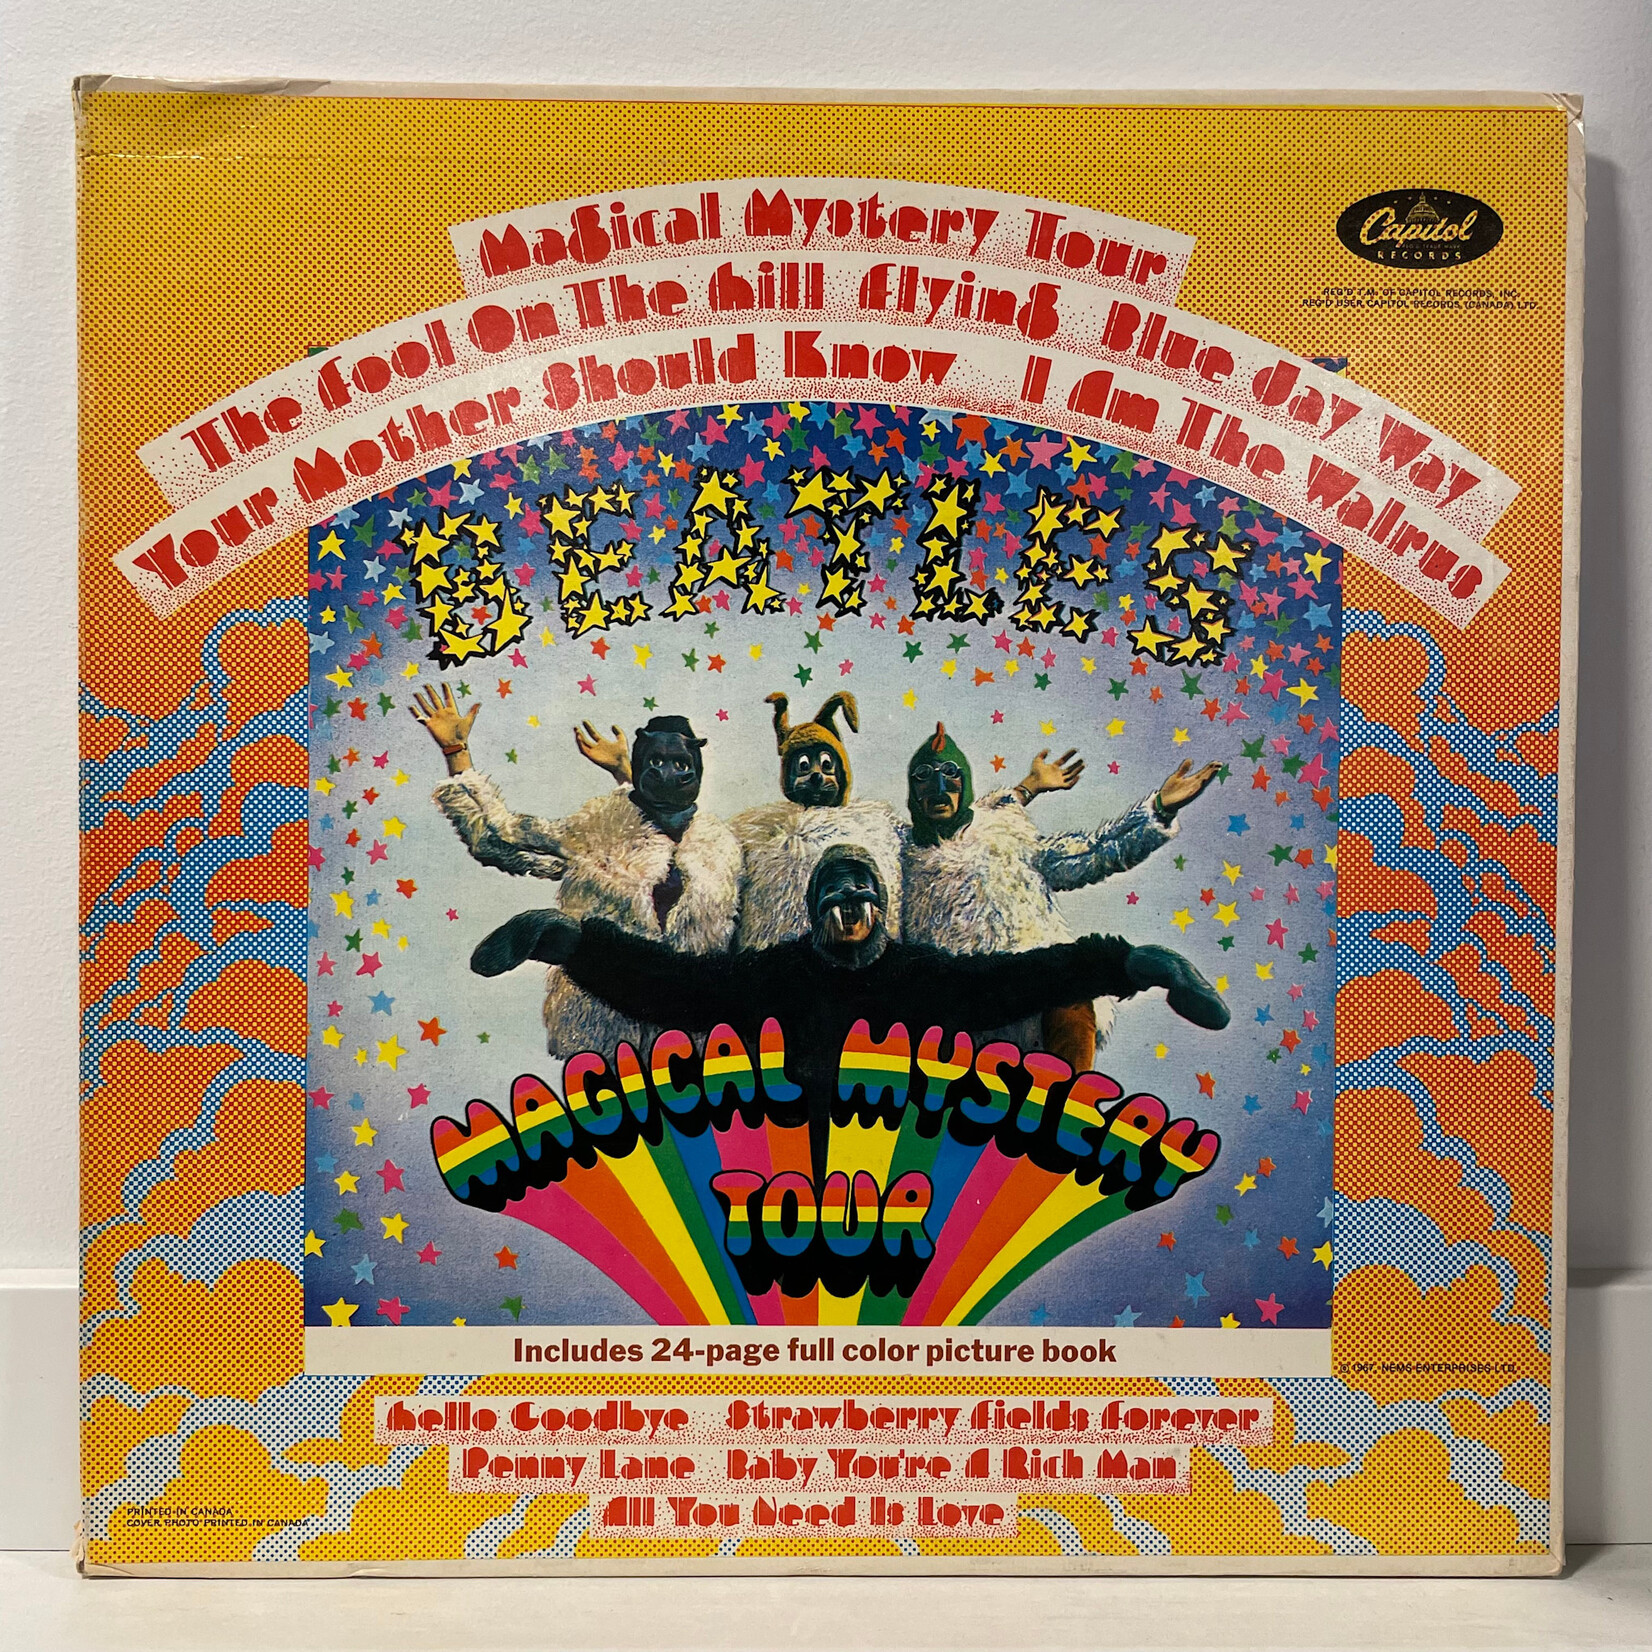 Magical Mystery Tour
The Fool On The Hill Flying Blue Jay Way
Your Mother Should Know I Am The Walrus
Capitol
RECORDS
REG'D T.M. OF CAPITOL RECORDS, INC.
REG'D USER CAPITOL RECORDS (CANADA) LTD.
BEATLES
MAGICAL MYSTERY
TOUR
Includes 24-page full color picture book
© 1967, NEMS ENTERPRISES LTD.
Hello Goodbye Strawberry Fields Forever
Penny Lane Baby You're A Rich Man
All You Need Is Love
PRINTED IN CANADA
COVER PHOTO PRINTED IN CANADA